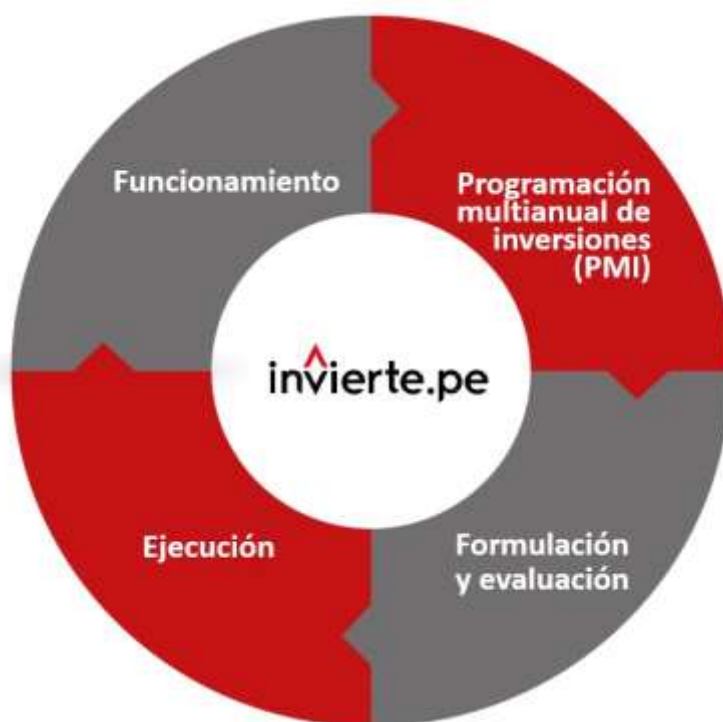 Funcionamiento
Programación
multianual de
inversiones
(PMI)
invierte.pe
Ejecución
Formulación
y evaluación